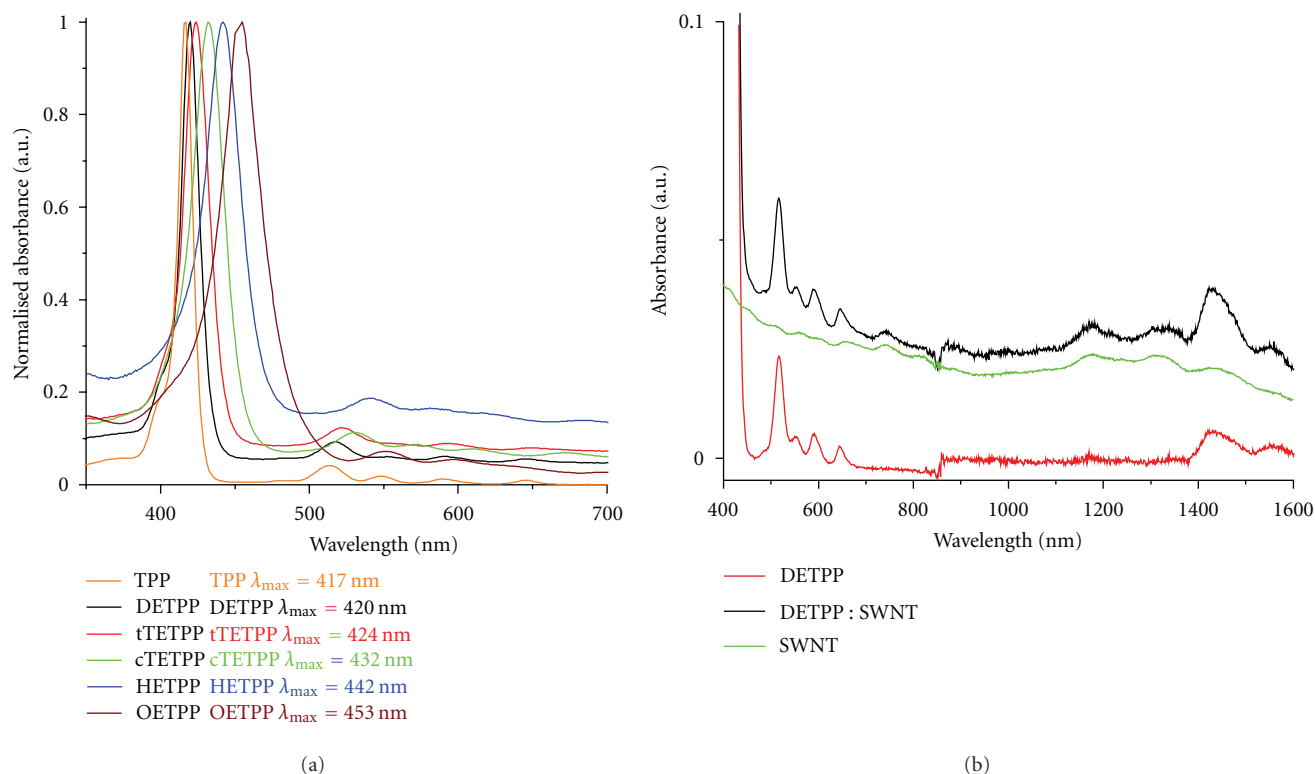 1
0.8
0.6
0.4
0.2
0
Normalised absorbance (a.u.)
400 500 600 700
Wavelength (nm)
TPP TPP λmax = 417 nm
DETPP DETPP λmax = 420 nm
tTETPP tTETPP λmax = 424 nm
cTETPP cTETPP λmax = 432 nm
HETPP HETPP λmax = 442 nm
OETPP OETPP λmax = 453 nm
(a)
0.1
0
Absorbance (a.u.)
400 600 800 1000 1200 1400 1600
Wavelength (nm)
DETPP
DETPP : SWNT
SWNT
(b)